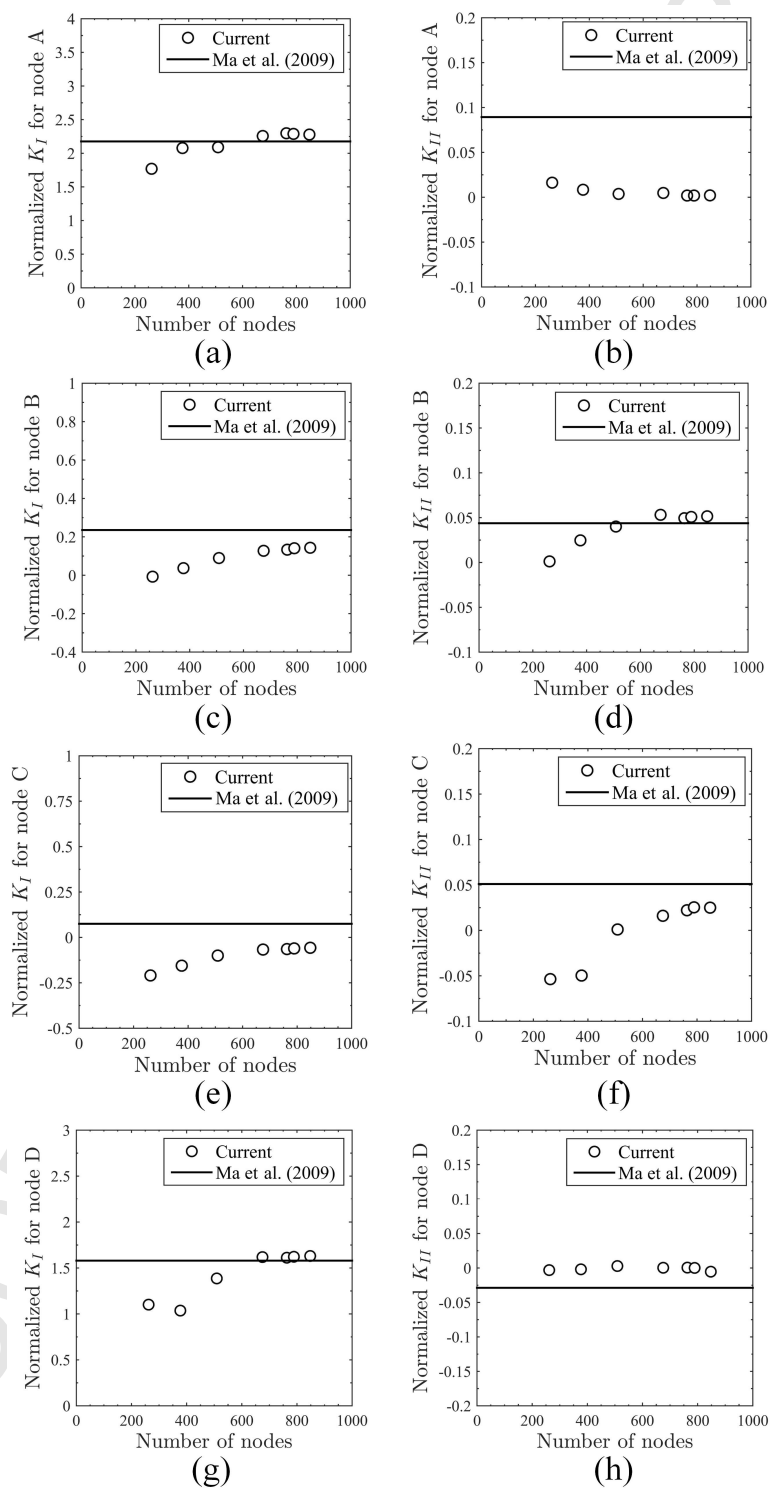 Normalized K_I for node A
4
3.5
3
2.5
2
1.5
1
0.5
0
Current
Ma et al. (2009)
0 200 400 600 800 1000
Number of nodes
(a)
Normalized K_II for node A
0.2
0.15
0.1
0.05
0
-0.05
-0.1
Current
Ma et al. (2009)
0 200 400 600 800 1000
Number of nodes
(b)
Normalized K_I for node B
1
0.8
0.6
0.4
0.2
0
-0.2
-0.4
Current
Ma et al. (2009)
0 200 400 600 800 1000
Number of nodes
(c)
Normalized K_II for node B
0.2
0.15
0.1
0.05
0
-0.05
-0.1
Current
Ma et al. (2009)
0 200 400 600 800 1000
Number of nodes
(d)
Normalized K_I for node C
1
0.75
0.5
0.25
0
-0.25
-0.5
Current
Ma et al. (2009)
0 200 400 600 800 1000
Number of nodes
(e)
Normalized K_II for node C
0.2
0.15
0.1
0.05
0
-0.05
-0.1
Current
Ma et al. (2009)
0 200 400 600 800 1000
Number of nodes
(f)
Normalized K_I for node D
3
2.5
2
1.5
1
0.5
0
Current
Ma et al. (2009)
0 200 400 600 800 1000
Number of nodes
(g)
Normalized K_II for node D
0.2
0.15
0.1
0.05
0
-0.05
-0.1
-0.15
-0.2
Current
Ma et al. (2009)
0 200 400 600 800 1000
Number of nodes
(h)